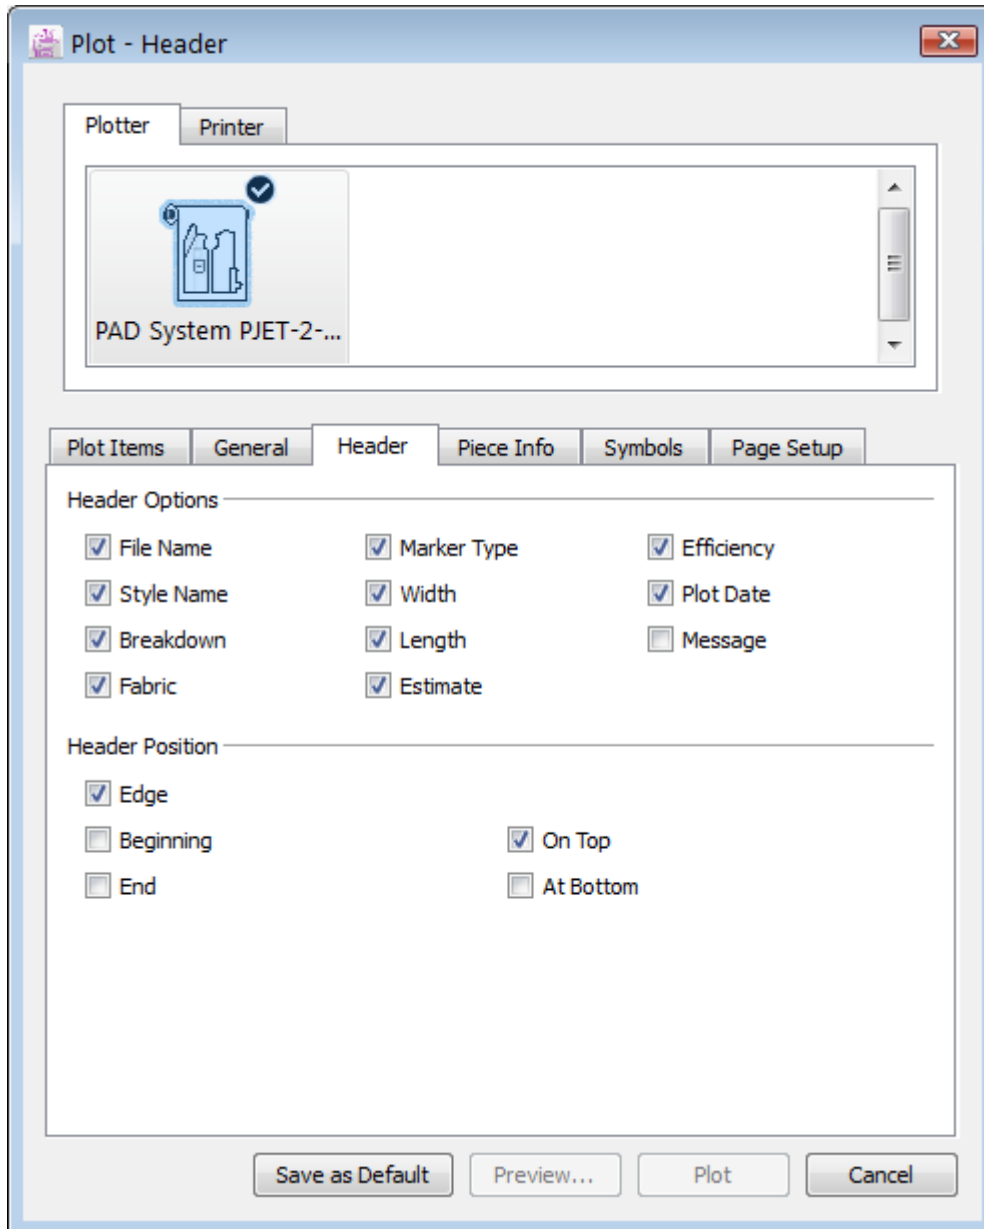 Plot - Header
Plotter Printer
PAD System PJET-2-...
Plot Items General Header Piece Info Symbols Page Setup
Header Options
File Name Marker Type Efficiency
Style Name Width Plot Date
Breakdown Length Message
Fabric Estimate
Header Position
Edge
Beginning On Top
End At Bottom
Save as Default Preview... Plot Cancel